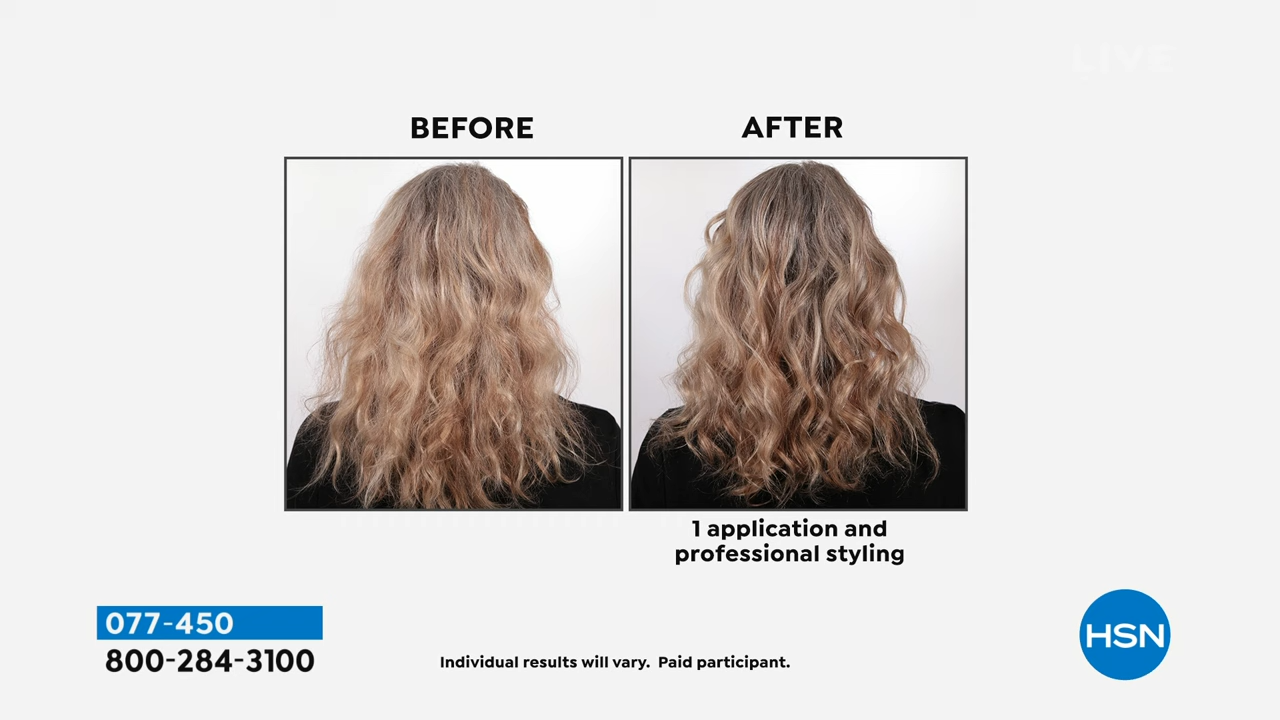 LIVE
BEFORE
AFTER
1 application and
professional styling
077-450
800-284-3100
Individual results will vary.  Paid participant.
HSN